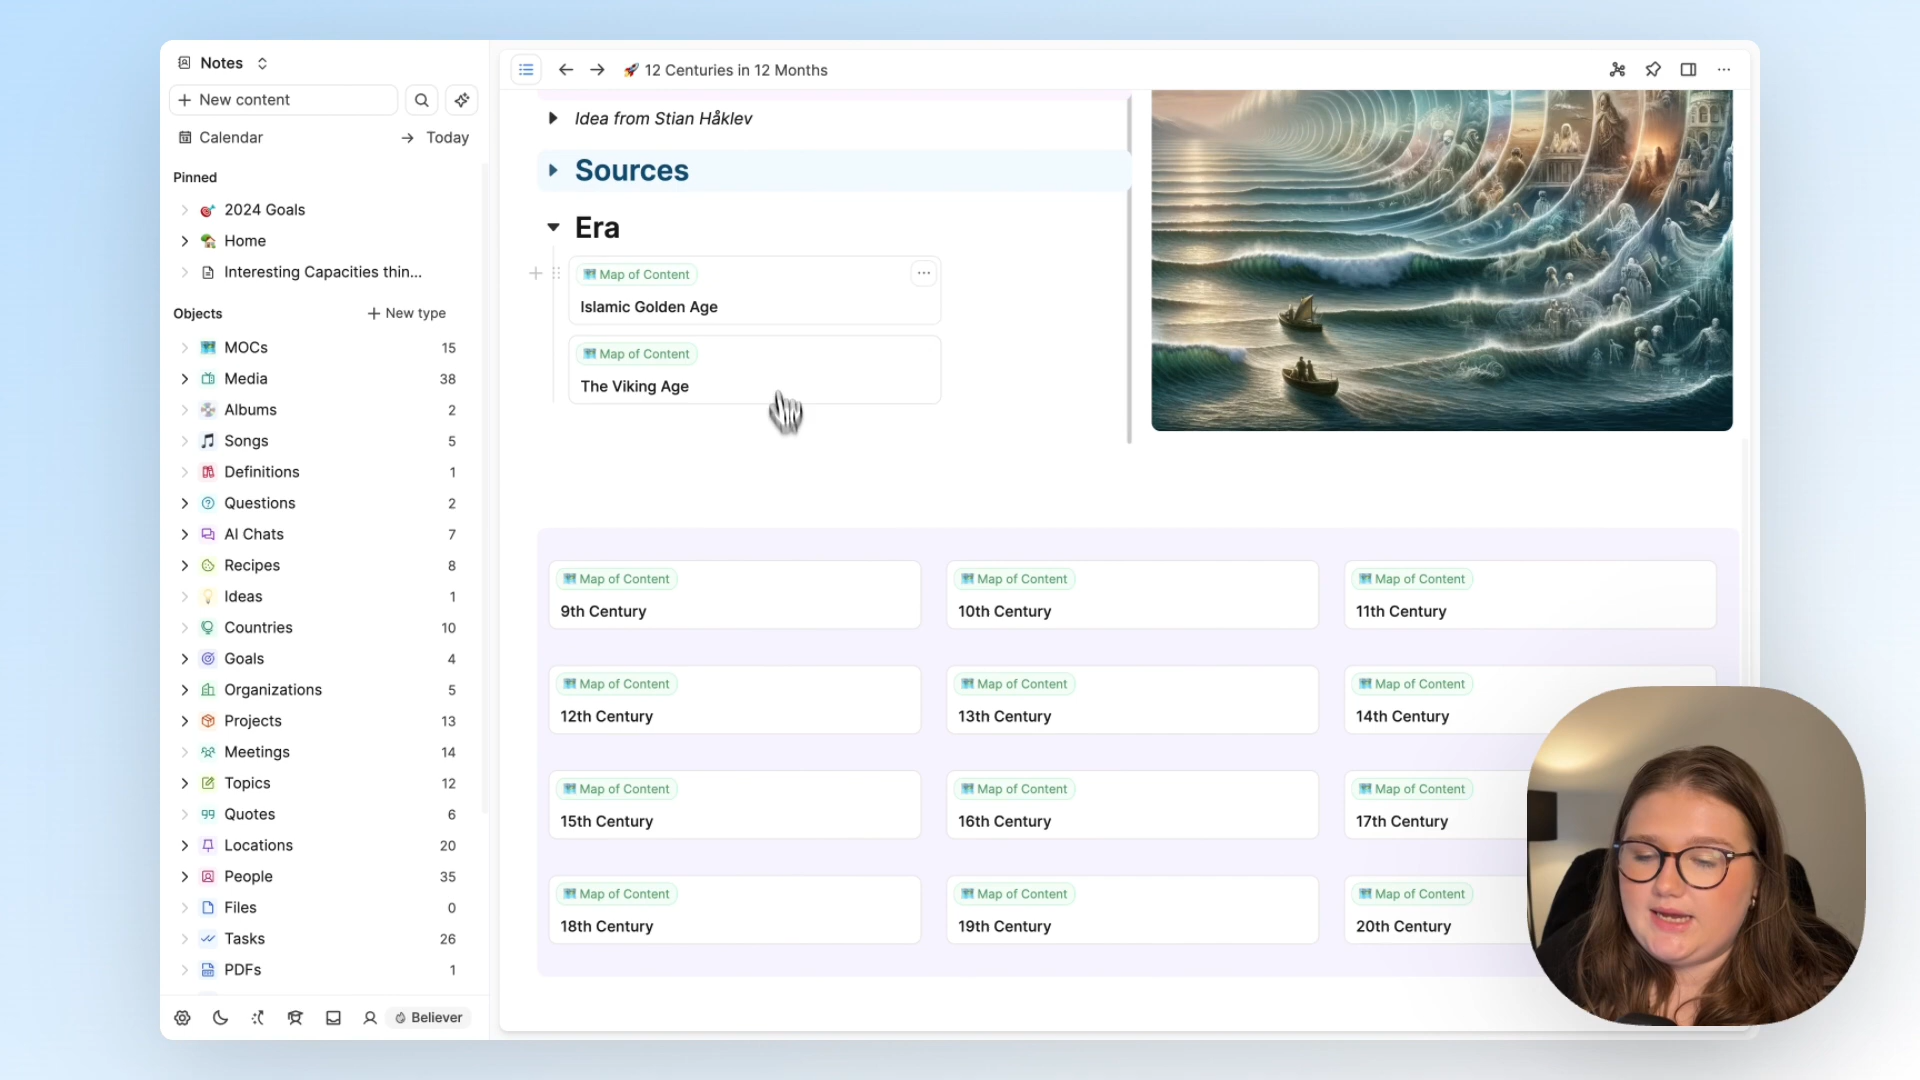 Notes
New content
Calendar
Today
Pinned
2024 Goals
Home
Interesting Capacities thin...
Objects
New type
MOCs 15
Media 38
Albums 2
Songs 5
Definitions 1
Questions 2
AI Chats 7
Recipes 8
Ideas 1
Countries 10
Goals 4
Organizations 5
Projects 13
Meetings 14
Topics 12
Quotes 6
Locations 20
People 35
Files 0
Tasks 26
PDFs 1
Believer
12 Centuries in 12 Months
Idea from Stian Håklev
Sources
Era
Map of Content
Islamic Golden Age
Map of Content
The Viking Age
Map of Content
9th Century
Map of Content
10th Century
Map of Content
11th Century
Map of Content
12th Century
Map of Content
13th Century
Map of Content
14th Century
Map of Content
15th Century
Map of Content
16th Century
Map of Content
17th Century
Map of Content
18th Century
Map of Content
19th Century
Map of Content
20th Century